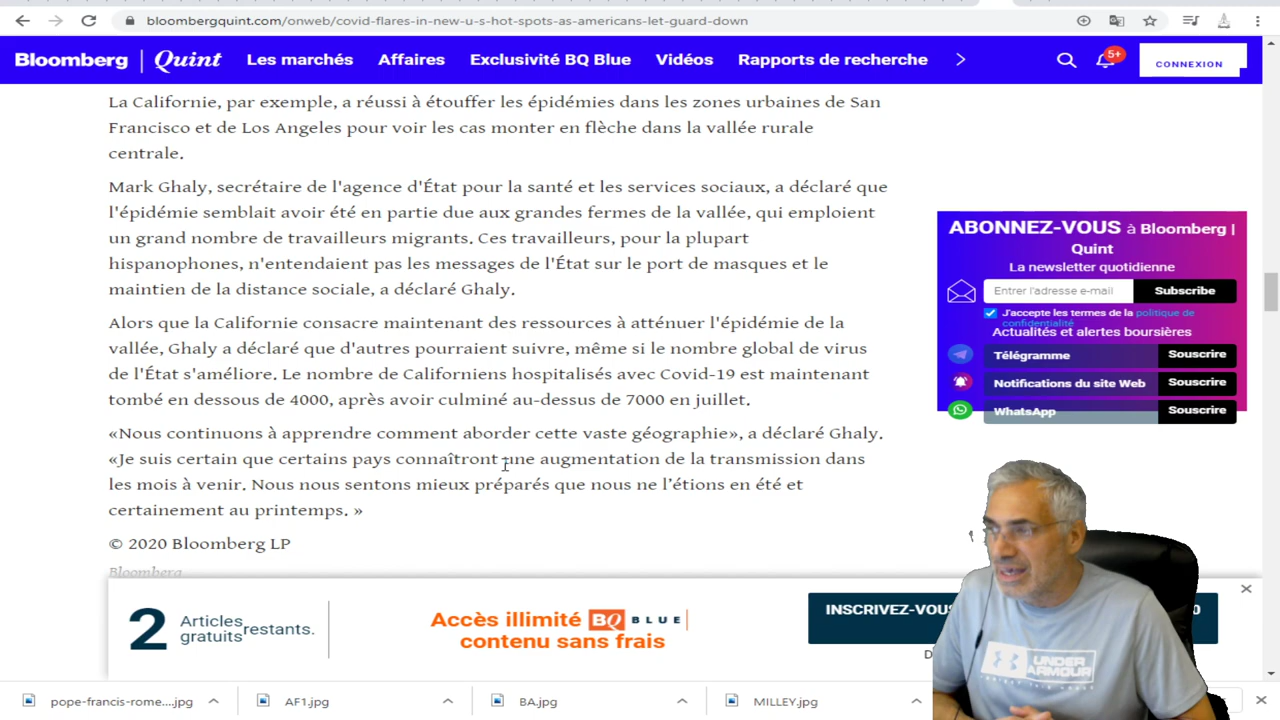 bloombergquint.com/onweb/covid-flares-in-new-u-s-hot-spots-as-americans-let-guard-down
Bloomberg | Quint Les marchés Affaires Exclusivité BQ Blue Vidéos Rapports de recherche 5+ CONNEXION
La Californie, par exemple, a réussi à étouffer les épidémies dans les zones urbaines de San
Francisco et de Los Angeles pour voir les cas monter en flèche dans la vallée rurale
centrale.
Mark Ghaly, secrétaire de l'agence d'État pour la santé et les services sociaux, a déclaré que
l'épidémie semblait avoir été en partie due aux grandes fermes de la vallée, qui emploient
un grand nombre de travailleurs migrants. Ces travailleurs, pour la plupart
hispanophones, n'entendaient pas les messages de l'État sur le port de masques et le
maintien de la distance sociale, a déclaré Ghaly.
Alors que la Californie consacre maintenant des ressources à atténuer l'épidémie de la
vallée, Ghaly a déclaré que d'autres pourraient suivre, même si le nombre global de virus
de l'État s'améliore. Le nombre de Californiens hospitalisés avec Covid-19 est maintenant
tombé en dessous de 4000, après avoir culminé au-dessus de 7000 en juillet.
«Nous continuons à apprendre comment aborder cette vaste géographie», a déclaré Ghaly.
«Je suis certain que certains pays connaîtront une augmentation de la transmission dans
les mois à venir. Nous nous sentons mieux préparés que nous ne l'étions en été et
certainement au printemps. »
© 2020 Bloomberg LP
Bloomberg
ABONNEZ-VOUS à Bloomberg |
Quint
La newsletter quotidienne
Entrer l'adresse e-mail Subscribe
J'accepte les termes de la politique de
confidentialité
Actualités et alertes boursières
Télégramme Souscrire
Notifications du site Web Souscrire
WhatsApp Souscrire
2 Articles
gratuits restants.
Accès illimité BQ BLUE
contenu sans frais
INSCRIVEZ-VOUS
UNDER
ARMOUR
pope-francis-rome....jpg AF1.jpg BA.jpg MILLEY.jpg